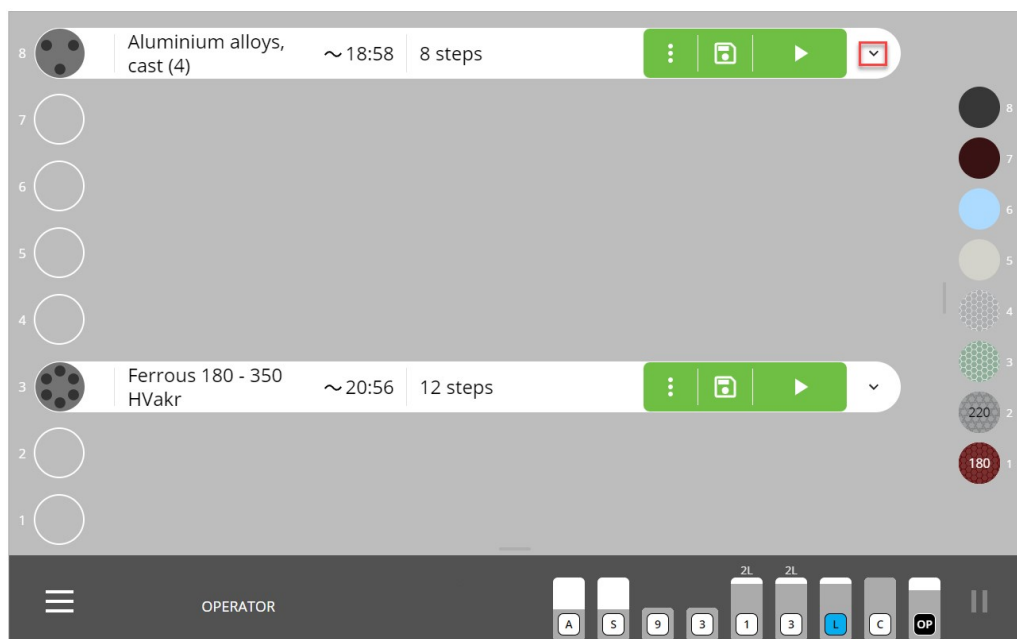 8 Aluminium alloys, cast (4) ~18:58 8 steps
7
6
5
4
3 Ferrous 180 - 350 HVakr ~20:56 12 steps
2
1
8
7
6
5
4
3
220 2
180 1
OPERATOR
2L 2L
A S 9 3 1 3 L C OP